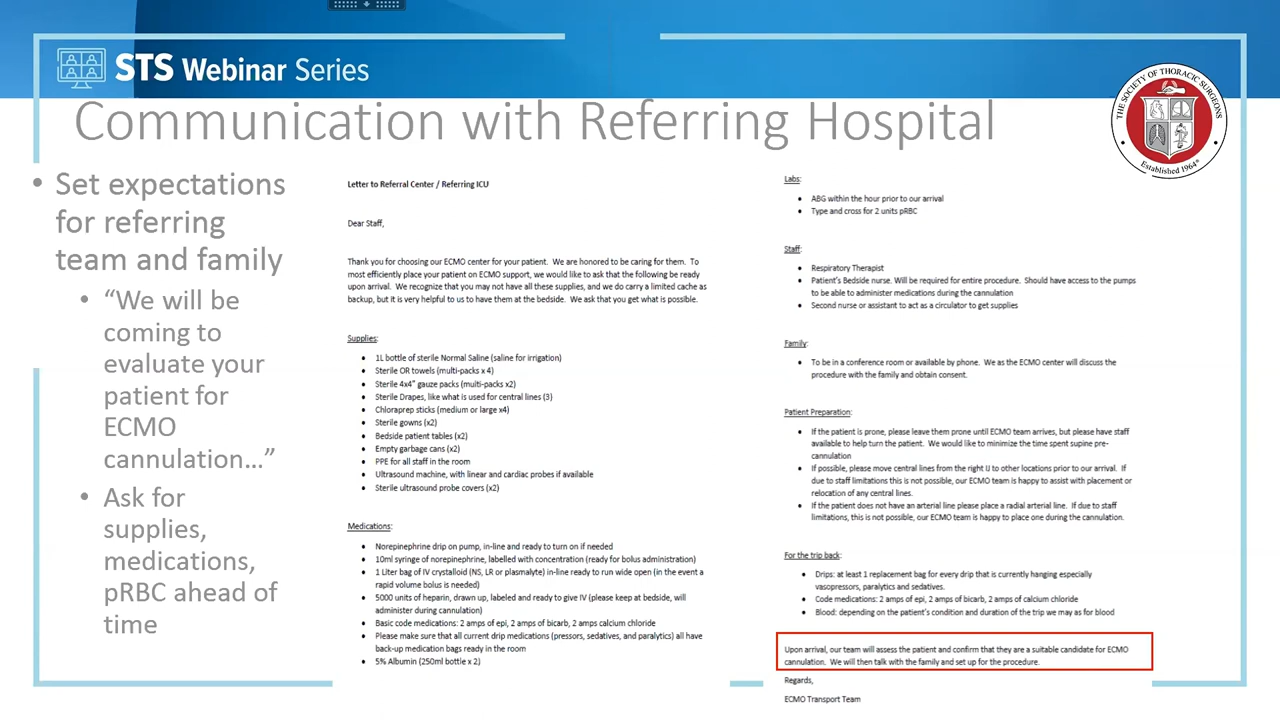 STS Webinar Series
THE SOCIETY OF THORACIC SURGEONS
Established 1964®
Communication with Referring Hospital
• Set expectations
for referring
team and family
• “We will be
coming to
evaluate your
patient for
ECMO
cannulation…”
• Ask for
supplies,
medications,
pRBC ahead of
time
Letter to Referral Center / Referring ICU
Dear Staff,
Thank you for choosing our ECMO center for your patient. We are honored to be caring for them. To
most efficiently place your patient on ECMO support, we would like to ask that the following be ready
upon arrival. We recognize that you may not have all these supplies, and we do carry a limited cache as
backup, but it is very helpful to us to have them at the bedside. We ask that you get what is possible.
Supplies:
• 1L bottle of sterile Normal Saline (saline for irrigation)
• Sterile OR towels (multi-packs x 4)
• Sterile 4x4" gauze packs (multi-packs x2)
• Sterile Drapes, like what is used for central lines (3)
• Chloraprep sticks (medium or large x4)
• Sterile gowns (x2)
• Bedside patient tables (x2)
• Empty garbage cans (x2)
• PPE for all staff in the room
• Ultrasound machine, with linear and cardiac probes if available
• Sterile ultrasound probe covers (x2)
Medications:
• Norepinephrine drip on pump, in-line and ready to turn on if needed
• 10ml syringe of norepinephrine, labelled with concentration (ready for bolus administration)
• 1 Liter bag of IV crystalloid (NS, LR or plasmalyte) in-line ready to run wide open (in the event a
rapid volume bolus is needed)
• 5000 units of heparin, drawn up, labeled and ready to give IV (please keep at bedside, will
administer during cannulation)
• Basic code medications: 2 amps of epi, 2 amps of bicarb, 2 amps calcium chloride
• Please make sure that all current drip medications (pressors, sedatives, and paralytics) all have
back-up medication bags ready in the room
• 5% Albumin (250ml bottle x 2)
Labs:
• ABG within the hour prior to our arrival
• Type and cross for 2 units pRBC
Staff:
• Respiratory Therapist
• Patient's Bedside nurse. Will be required for entire procedure. Should have access to the pumps
to be able to administer medications during the cannulation
• Second nurse or assistant to act as a circulator to get supplies
Family:
• To be in a conference room or available by phone. We as the ECMO center will discuss the
procedure with the family and obtain consent.
Patient Preparation:
• If the patient is prone, please leave them prone until ECMO team arrives, but please have staff
available to help turn the patient. We would like to minimize the time spent supine pre-
cannulation
• If possible, please move central lines from the right IJ to other locations prior to our arrival. If
due to staff limitations this is not possible, our ECMO team is happy to assist with placement or
relocation of any central lines.
• If the patient does not have an arterial line please place a radial arterial line. If due to staff
limitations, this is not possible, our ECMO team is happy to place one during the cannulation.
For the trip back:
• Drips: at least 1 replacement bag for every drip that is currently hanging especially
vasopressors, paralytics and sedatives.
• Code medications: 2 amps of epi, 2 amps of bicarb, 2 amps of calcium chloride
• Blood: depending on the patient's condition and duration of the trip we may as for blood
Upon arrival, our team will assess the patient and confirm that they are a suitable candidate for ECMO
cannulation. We will then talk with the family and set up for the procedure.
Regards,
ECMO Transport Team